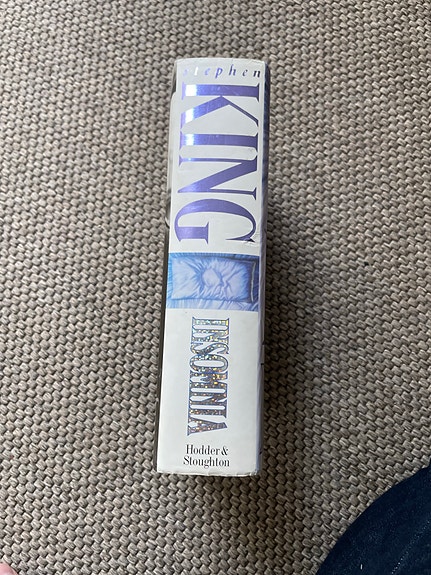 stephen
KING
INSOMNIA
Hodder &
Stoughton